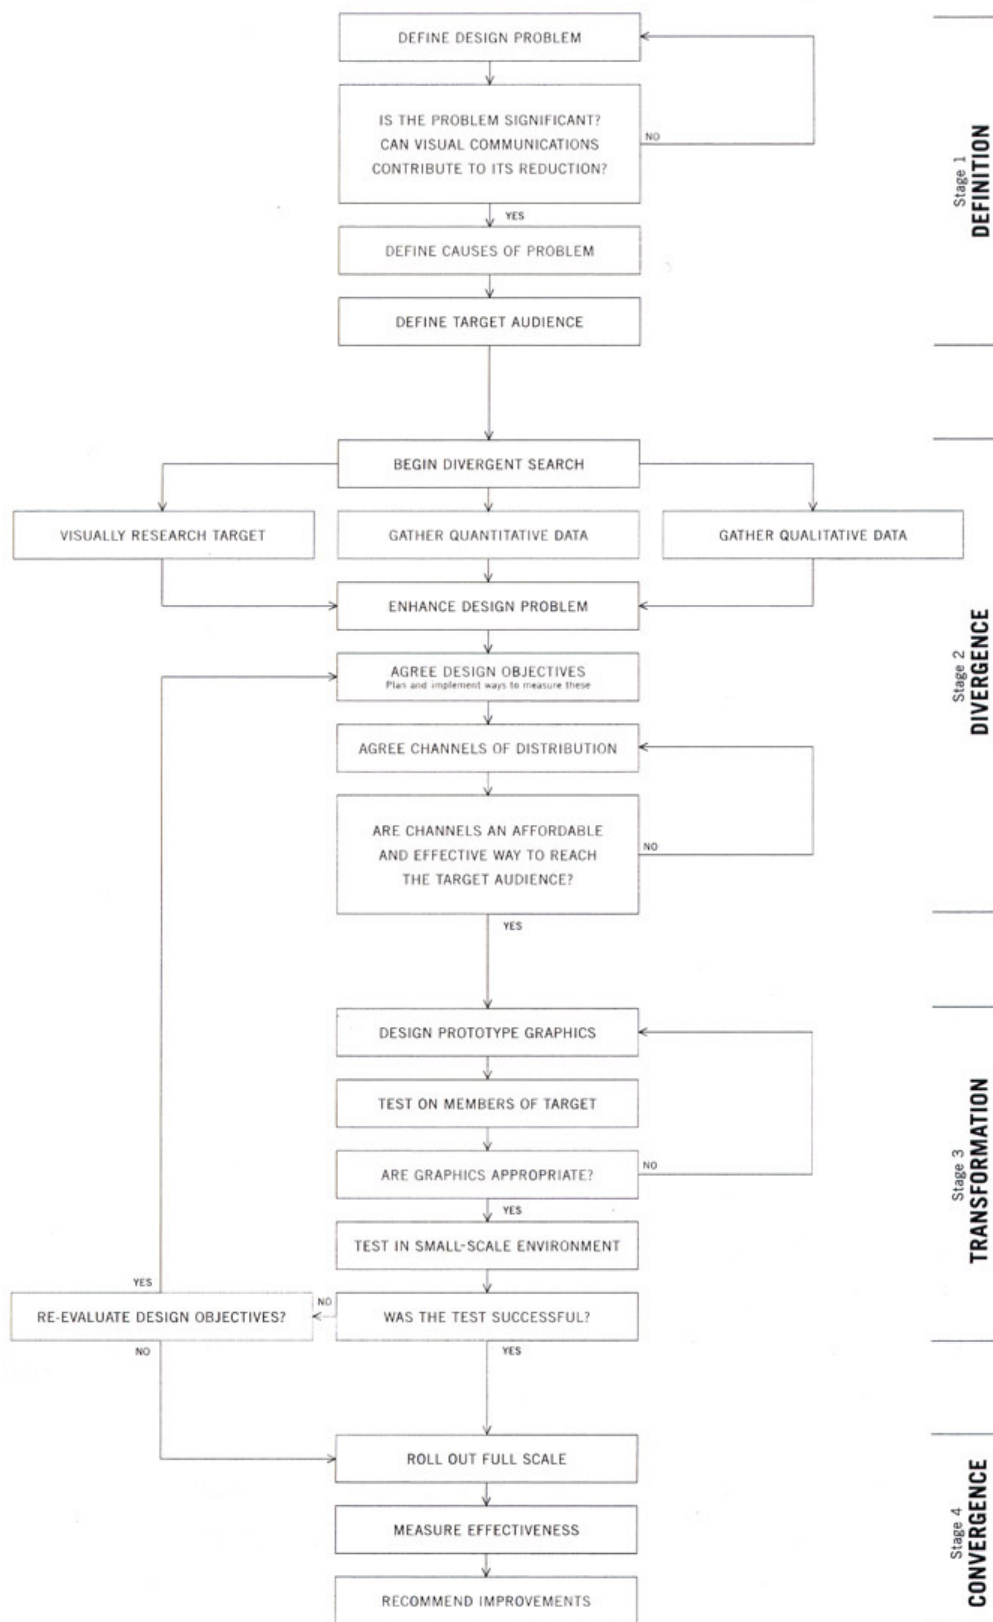 DEFINE DESIGN PROBLEM
IS THE PROBLEM SIGNIFICANT?
CAN VISUAL COMMUNICATIONS
CONTRIBUTE TO ITS REDUCTION?
NO
YES
DEFINE CAUSES OF PROBLEM
DEFINE TARGET AUDIENCE
Stage 1
DEFINITION
BEGIN DIVERGENT SEARCH
VISUALLY RESEARCH TARGET
GATHER QUANTITATIVE DATA
GATHER QUALITATIVE DATA
ENHANCE DESIGN PROBLEM
AGREE DESIGN OBJECTIVES
Plan and implement ways to measure these
AGREE CHANNELS OF DISTRIBUTION
ARE CHANNELS AN AFFORDABLE
AND EFFECTIVE WAY TO REACH
THE TARGET AUDIENCE?
NO
YES
Stage 2
DIVERGENCE
DESIGN PROTOTYPE GRAPHICS
TEST ON MEMBERS OF TARGET
ARE GRAPHICS APPROPRIATE?
NO
YES
TEST IN SMALL-SCALE ENVIRONMENT
WAS THE TEST SUCCESSFUL?
NO
YES
RE-EVALUATE DESIGN OBJECTIVES?
YES
NO
Stage 3
TRANSFORMATION
ROLL OUT FULL SCALE
MEASURE EFFECTIVENESS
RECOMMEND IMPROVEMENTS
Stage 4
CONVERGENCE